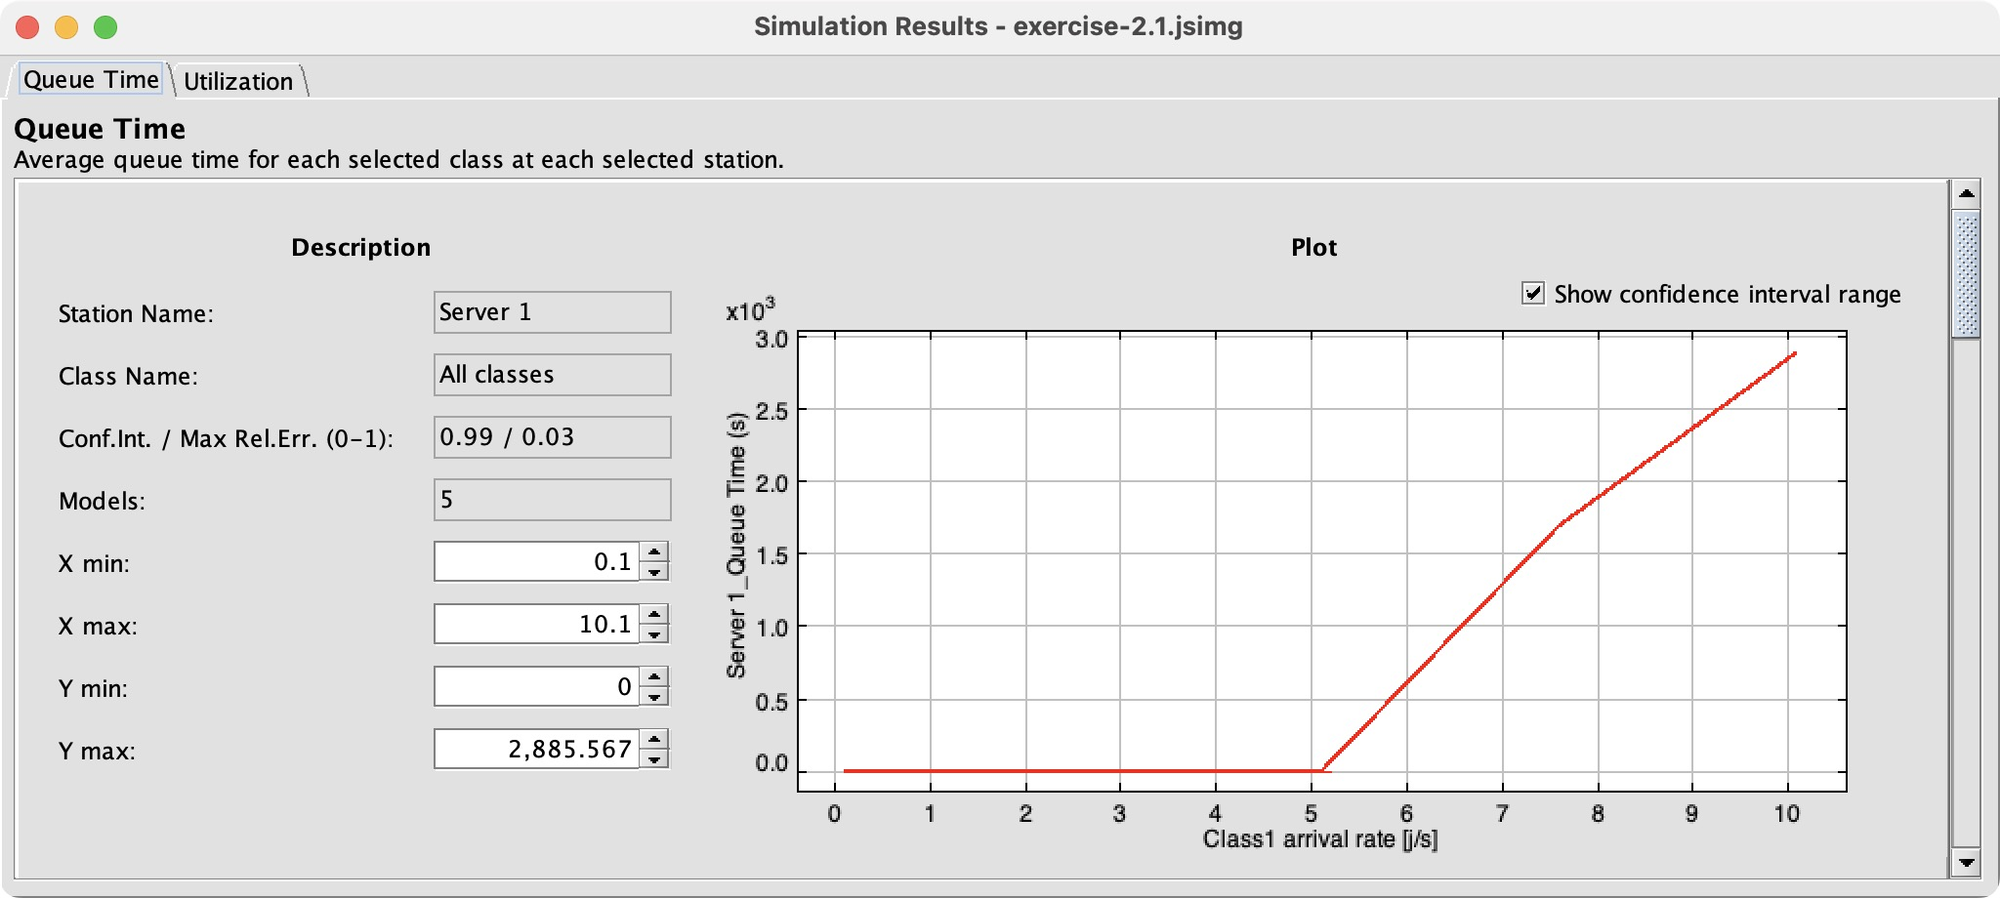 Simulation Results - exercise-2.1.jsimg
Queue Time
Utilization
Queue Time
Average queue time for each selected class at each selected station.
Description
Station Name:
Server 1
Class Name:
All classes
Conf.Int. / Max Rel.Err. (0-1):
0.99 / 0.03
Models:
5
X min:
0.1
X max:
10.1
Y min:
0
Y max:
2,885.567
Plot
Show confidence interval range
x10³
3.0
2.5
2.0
1.5
1.0
0.5
0.0
Server 1_Queue Time (s)
0 1 2 3 4 5 6 7 8 9 10
Class1 arrival rate [j/s]